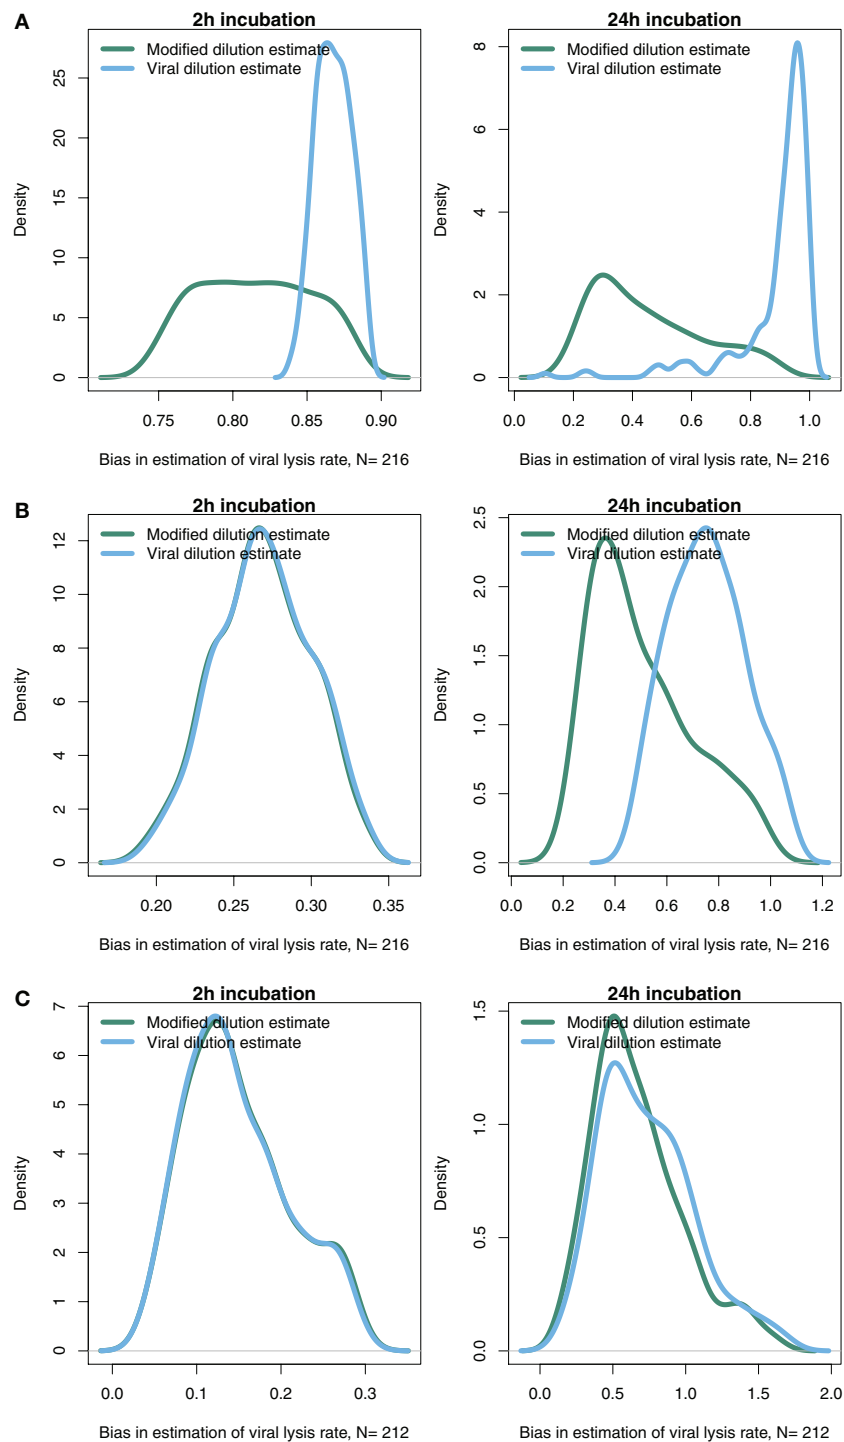 A
2h incubation
Modified dilution estimate
Viral dilution estimate
Density
0 5 10 15 20 25
0.75 0.80 0.85 0.90
Bias in estimation of viral lysis rate, N= 216
24h incubation
Modified dilution estimate
Viral dilution estimate
Density
0 2 4 6 8
0.0 0.2 0.4 0.6 0.8 1.0
Bias in estimation of viral lysis rate, N= 216
B
2h incubation
Modified dilution estimate
Viral dilution estimate
Density
0 2 4 6 8 10 12
0.20 0.25 0.30 0.35
Bias in estimation of viral lysis rate, N= 216
24h incubation
Modified dilution estimate
Viral dilution estimate
Density
0.0 0.5 1.0 1.5 2.0 2.5
0.0 0.2 0.4 0.6 0.8 1.0 1.2
Bias in estimation of viral lysis rate, N= 216
C
2h incubation
Modified dilution estimate
Viral dilution estimate
Density
0 1 2 3 4 5 6 7
0.0 0.1 0.2 0.3
Bias in estimation of viral lysis rate, N= 212
24h incubation
Modified dilution estimate
Viral dilution estimate
Density
0.0 0.5 1.0 1.5
0.0 0.5 1.0 1.5 2.0
Bias in estimation of viral lysis rate, N= 212